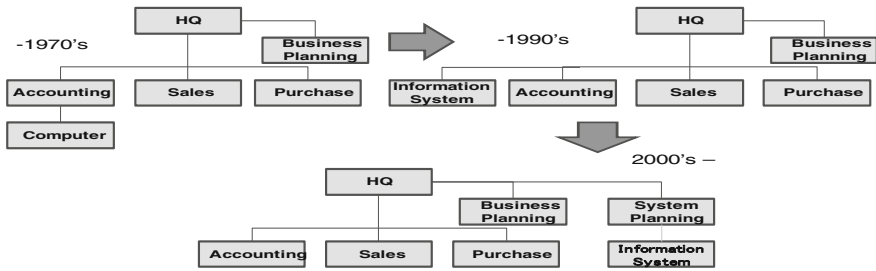 HQ
-1970's
Business
Planning
Accounting
Sales
Purchase
Computer
HQ
-1990's
Business
Planning
Information
System
Accounting
Sales
Purchase
2000's –
HQ
Business
Planning
System
Planning
Accounting
Sales
Purchase
Information
System